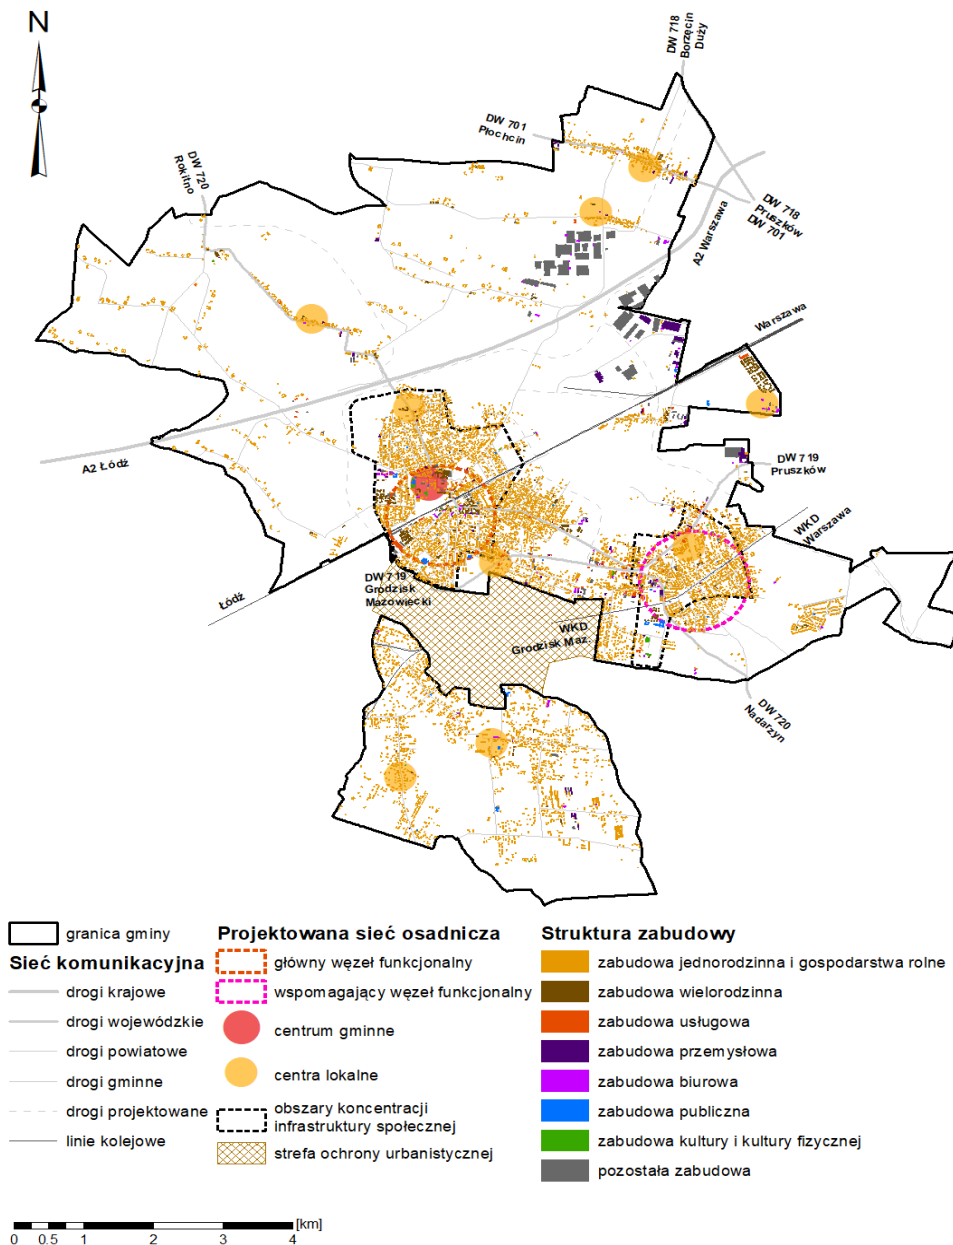 N
DW 718
Borzęcin
Duży
DW 701
Płochcin
DW 720
Rokitno
DW 718
Pruszków
DW 701
A2 Warszawa
Warszawa
A2 Łódź
DW 719
Pruszków
WKD
Warszawa
DW 719
Grodzisk
Mazowiecki
Łódź
WKD
Grodzisk Maz.
DW 720
Nadarzyn
granica gminy
Sieć komunikacyjna
drogi krajowe
drogi wojewódzkie
drogi powiatowe
drogi gminne
drogi projektowane
linie kolejowe
Projektowana sieć osadnicza
główny węzeł funkcjonalny
wspomagający węzeł funkcjonalny
centrum gminne
centra lokalne
obszary koncentracji
infrastruktury społecznej
strefa ochrony urbanistycznej
Struktura zabudowy
zabudowa jednorodzinna i gospodarstwa rolne
zabudowa wielorodzinna
zabudowa usługowa
zabudowa przemysłowa
zabudowa biurowa
zabudowa publiczna
zabudowa kultury i kultury fizycznej
pozostała zabudowa
[km]
0 0.5 1 2 3 4